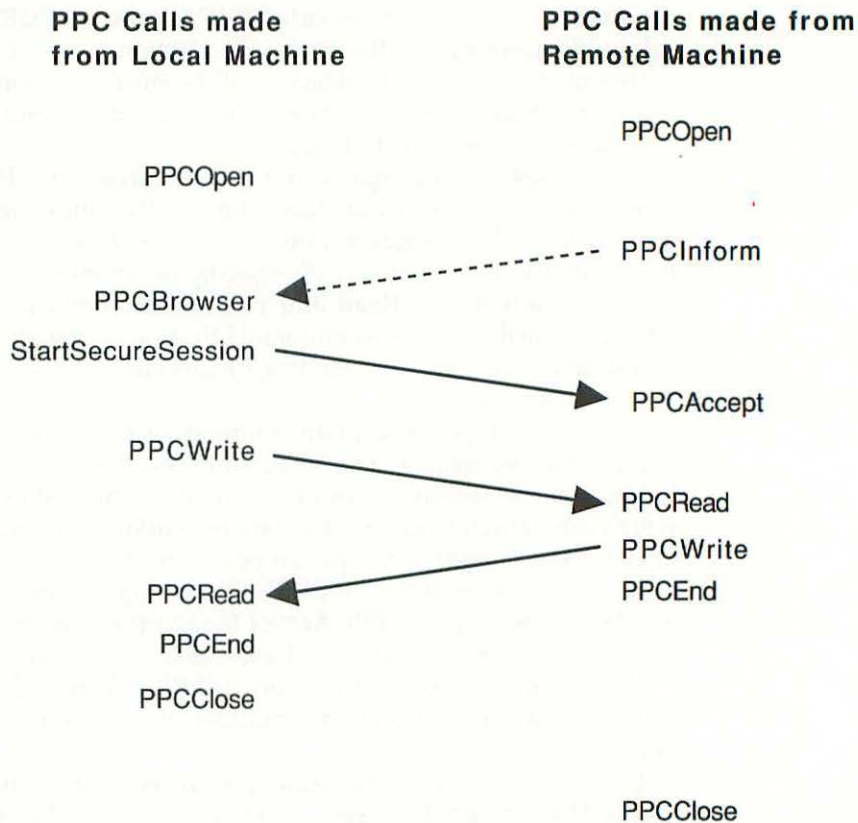 PPC Calls made
from Local Machine
PPC Calls made from
Remote Machine
PPCOpen
PPCOpen
PPCInform
PPCBrowser
StartSecureSession
PPCAccept
PPCWrite
PPCRead
PPCWrite
PPCRead
PPCEnd
PPCEnd
PPCClose
PPCClose